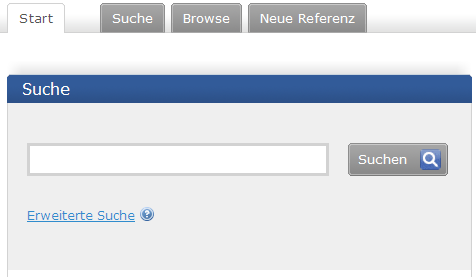 Start Suche Browse Neue Referenz
Suche
Suchen
Erweiterte Suche